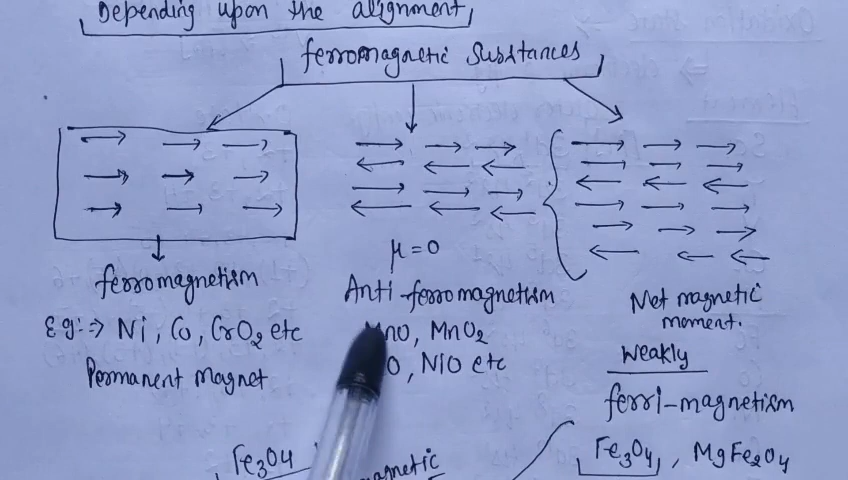 Depending upon the alignment,
ferromagnetic Substances
ferromagnetism
Eg:-> Ni, Co, CrO2 etc
Permanent Magnet
μ = 0
Anti-ferromagnetism
MnO2
NiO etc
Net magnetic
moment.
Weakly
ferri-magnetism
Fe3O4, MgFe2O4
Fe3O4